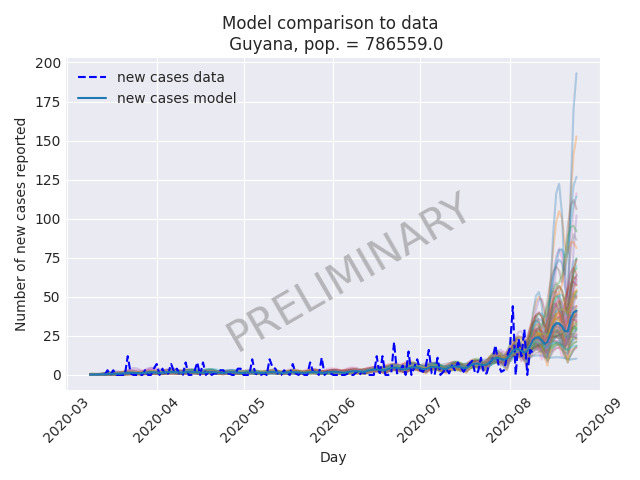 Model comparison to data
Guyana, pop. = 786559.0
new cases data
new cases model
200
175
150
125
100
75
50
25
0
Number of new cases reported
PRELIMINARY
2020-03
2020-04
2020-05
2020-06
2020-07
2020-08
2020-09
Day